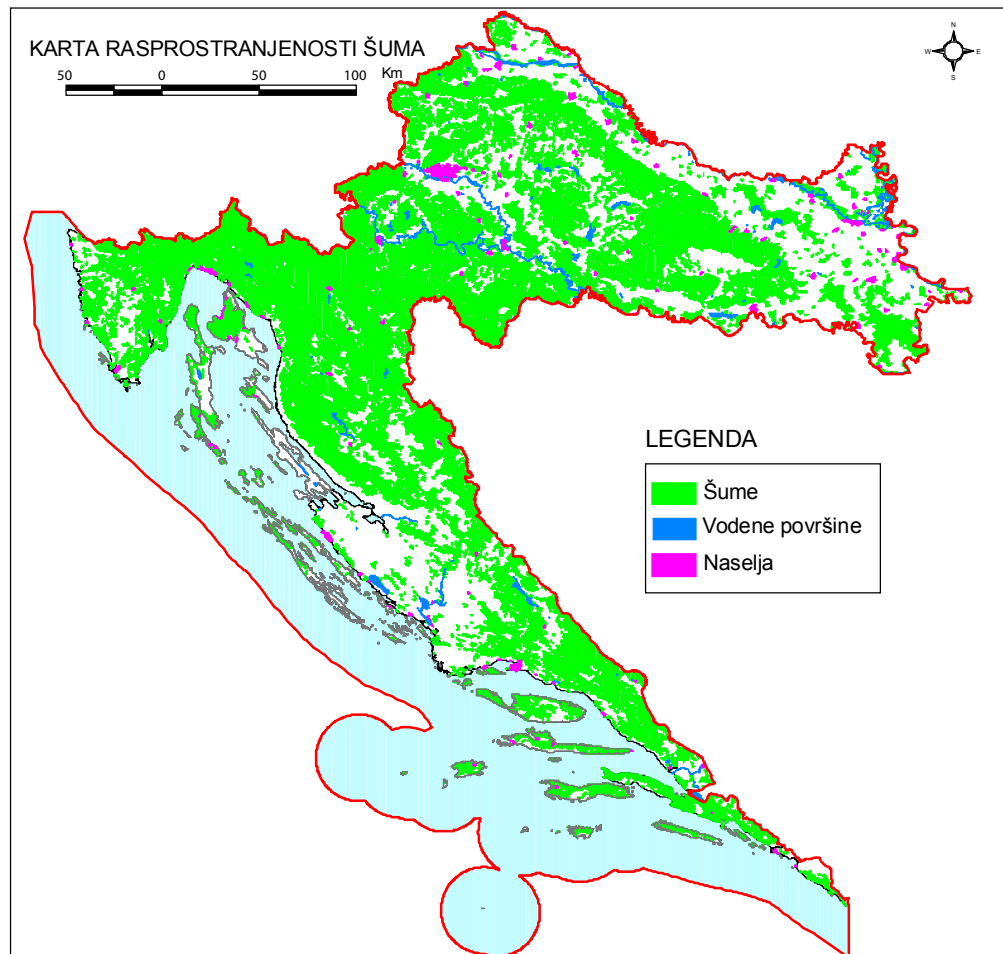 KARTA RASPROSTRANJENOSTI ŠUMA
50 0 50 100 Km
N
W E
S
LEGENDA
Šume
Vodene površine
Naselja